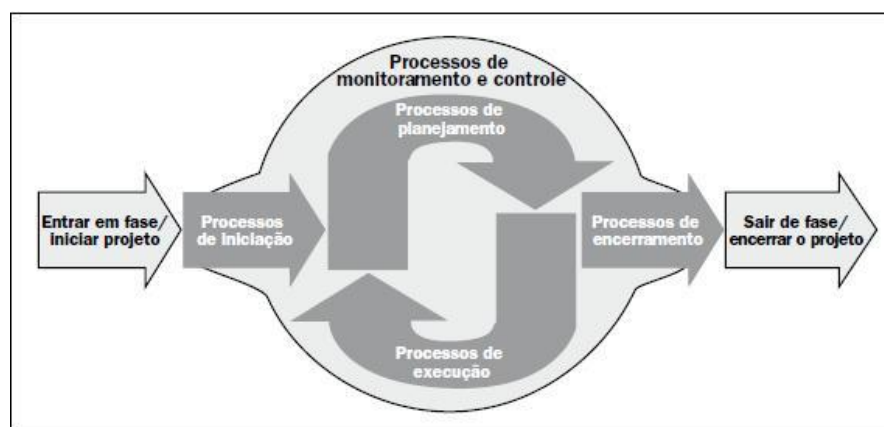 Processos de
monitoramento e controle
Processos de
planejamento
Entrar em fase/
iniciar projeto
Processos
de iniciação
Processos de
encerramento
Sair de fase/
encerrar o projeto
Processos de
execução